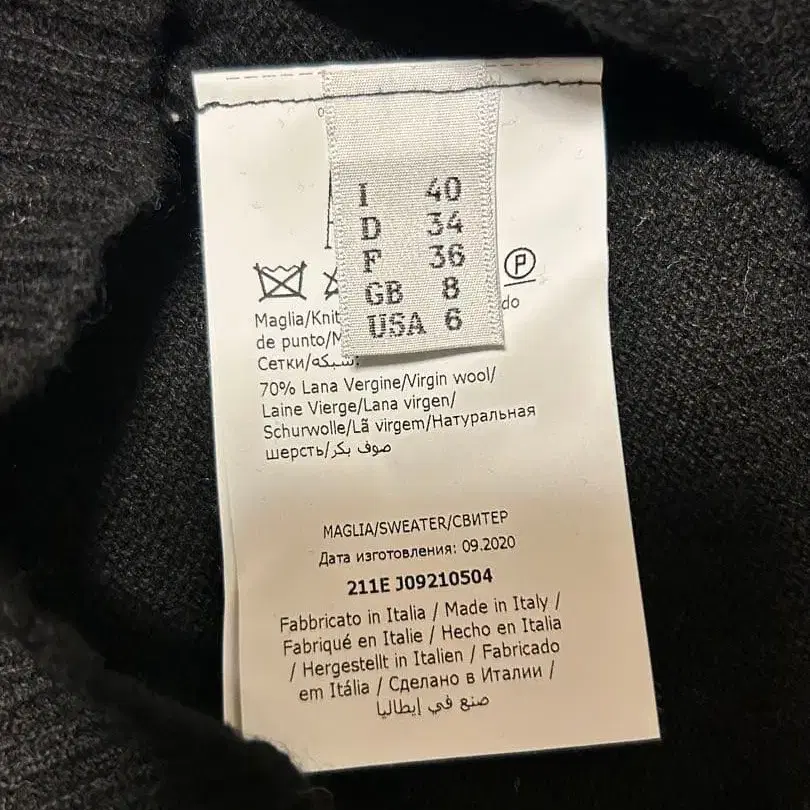 I 40
D 34
F 36
GB 8
USA 6
P
do
Maglia/Knit
de punto/M
Сетки/شبكة:
70% Lana Vergine/Virgin wool/
Laine Vierge/Lana virgen/
Schurwolle/Lã virgem/Натуральная
шерсть/صوف بكر
MAGLIA/SWEATER/СВИТЕР
Дата изготовления: 09.2020
211E J09210504
Fabbricato in Italia / Made in Italy /
Fabriqué en Italie / Hecho en Italia
/ Hergestellt in Italien / Fabricado
em Itália / Сделано в Италии /
صنع في إيطاليا